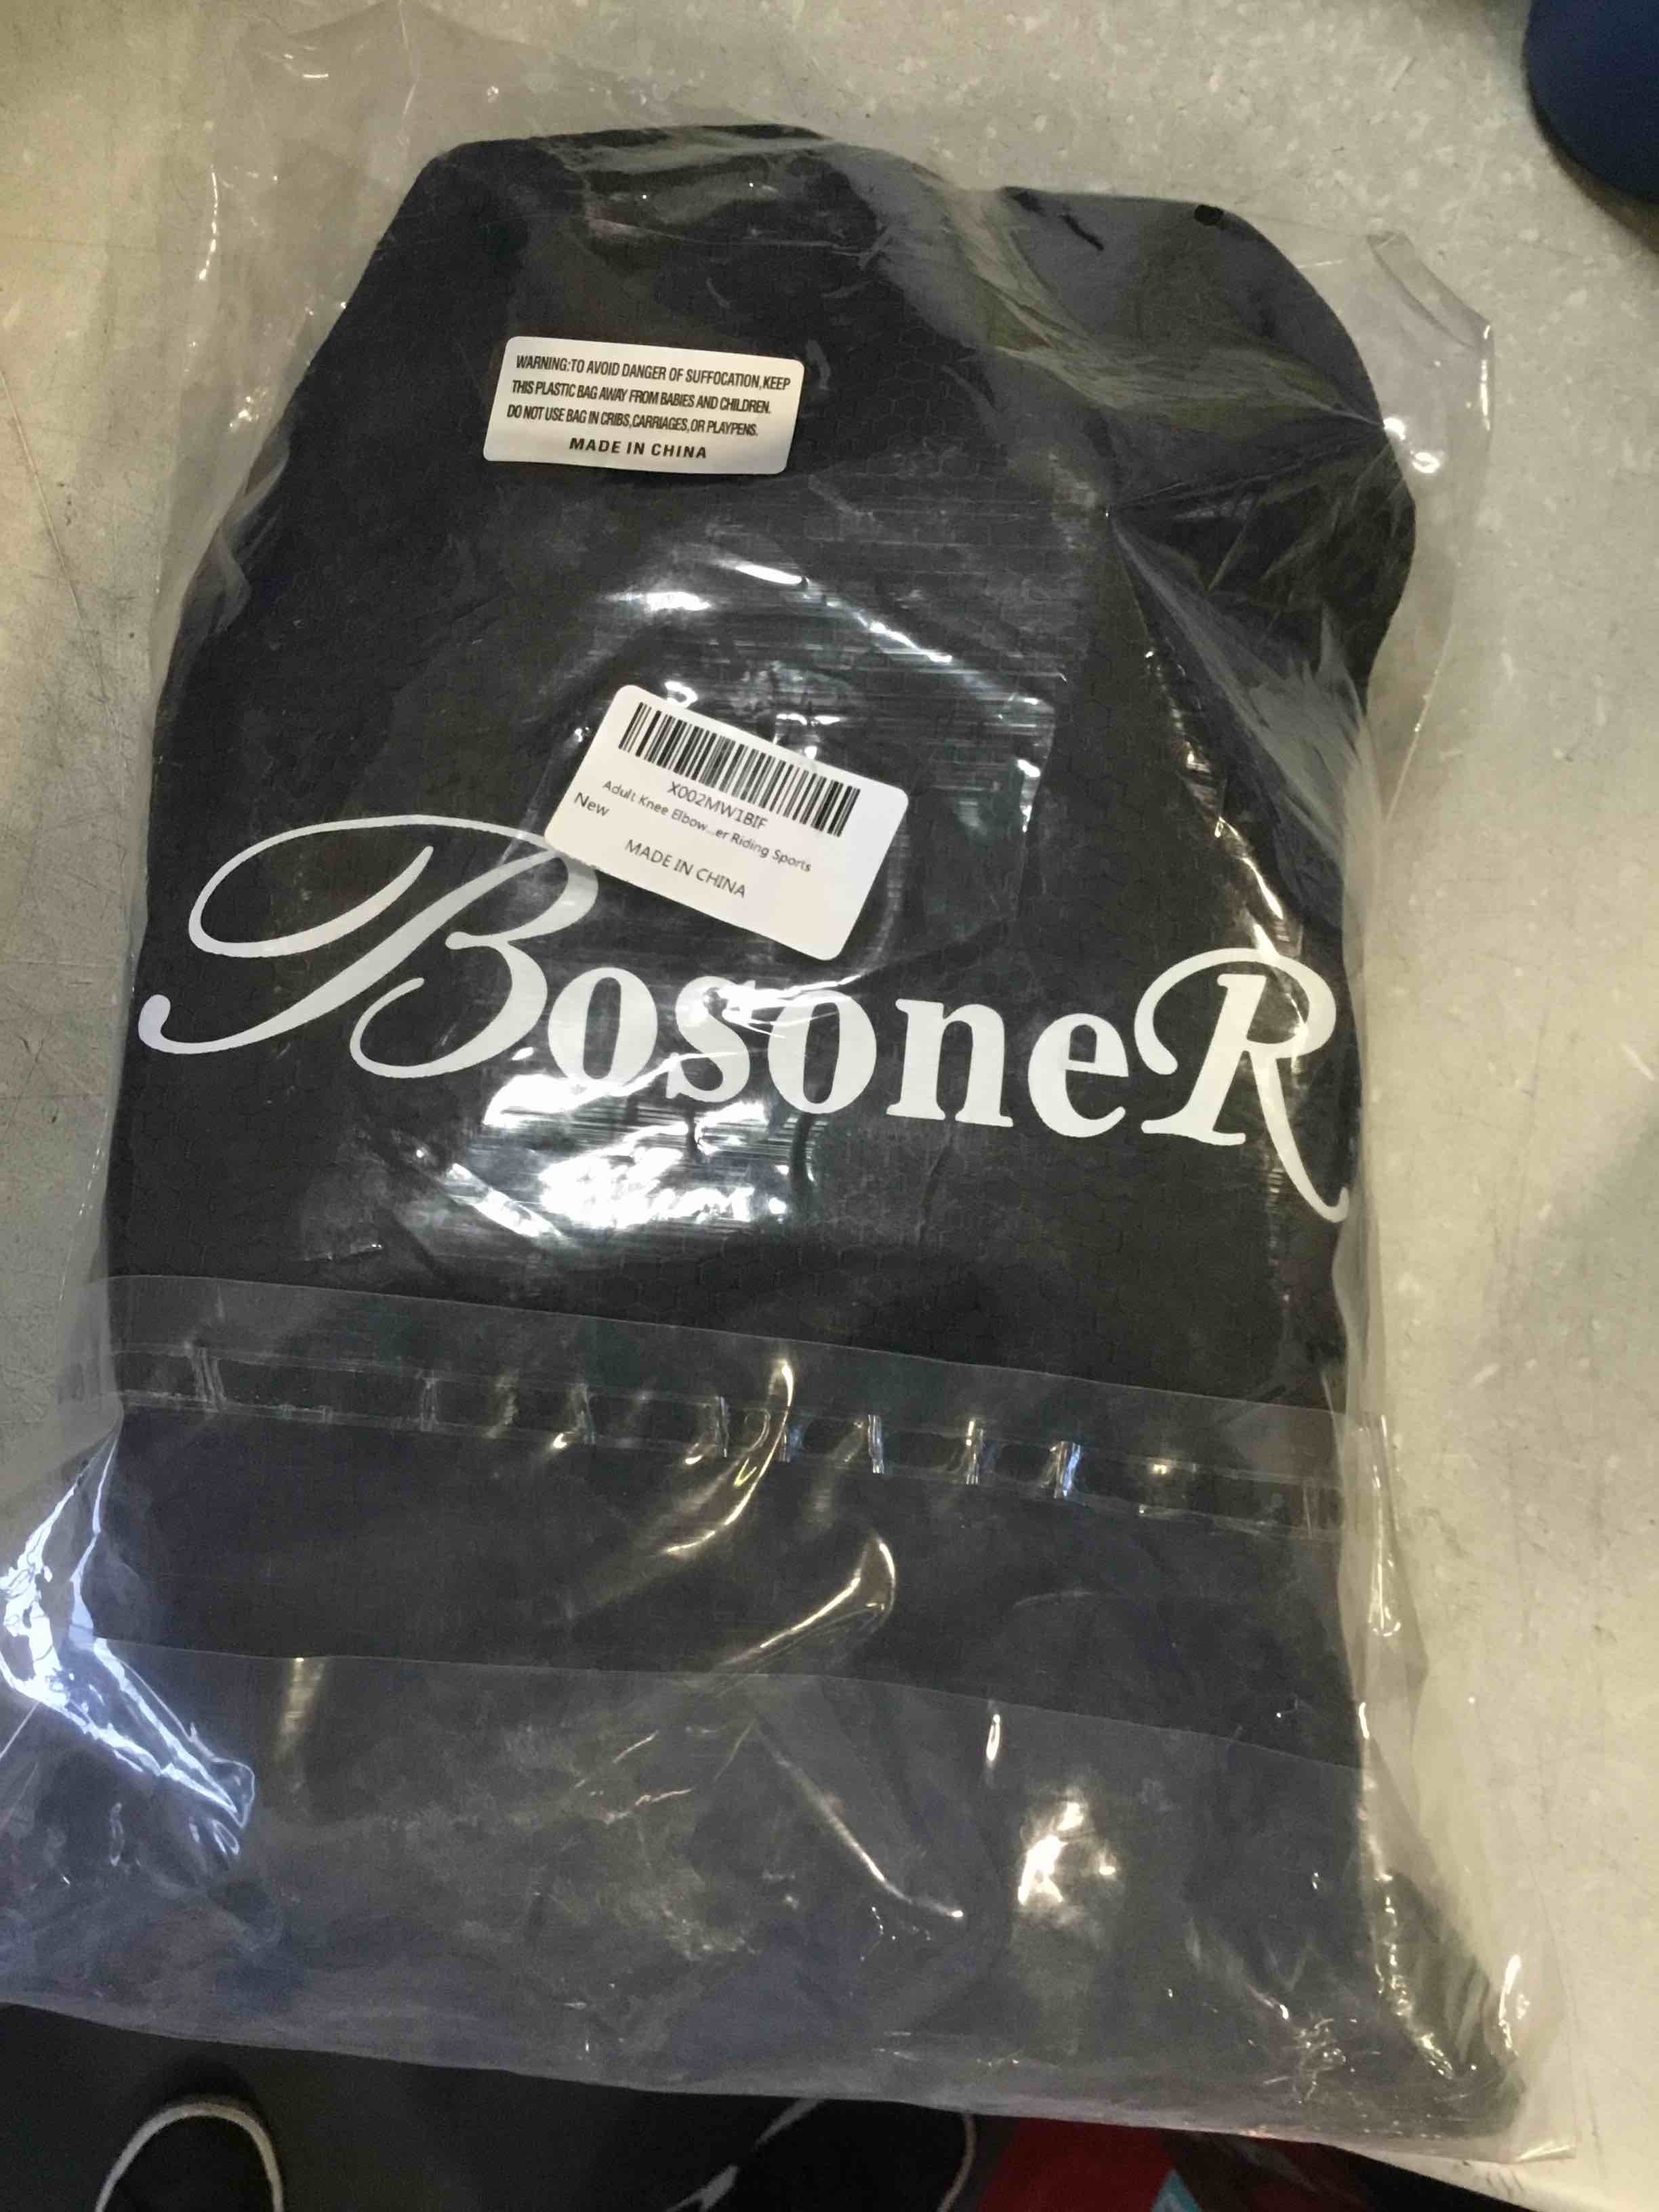 WARNING:TO AVOID DANGER OF SUFFOCATION,KEEP
THIS PLASTIC BAG AWAY FROM BABIES AND CHILDREN.
DO NOT USE BAG IN CRIBS,CARRIAGES,OR PLAYPENS.
MADE IN CHINA
X002MW1BIF
Adult Knee Elbow...er Riding Sports
New
MADE IN CHINA
BosoneR